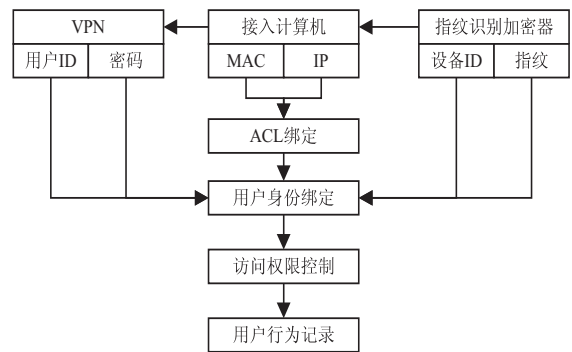 VPN 接入计算机 指纹识别加密器
用户ID 密码 MAC IP 设备ID 指纹
ACL绑定
用户身份绑定
访问权限控制
用户行为记录